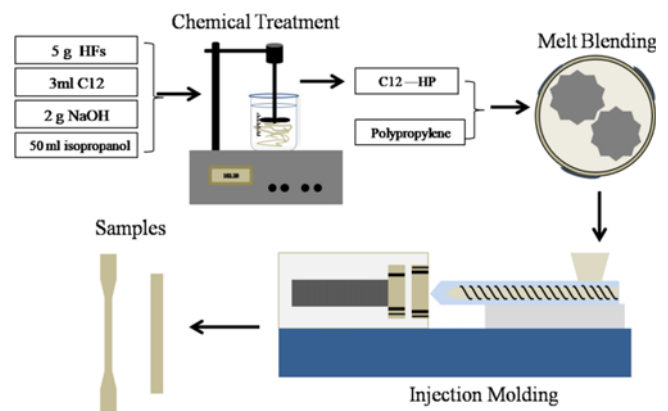 Chemical Treatment
5 g HFs
3ml C12
2 g NaOH
50 ml isopropanol
C12—HP
Polypropylene
Melt Blending
Samples
Injection Molding